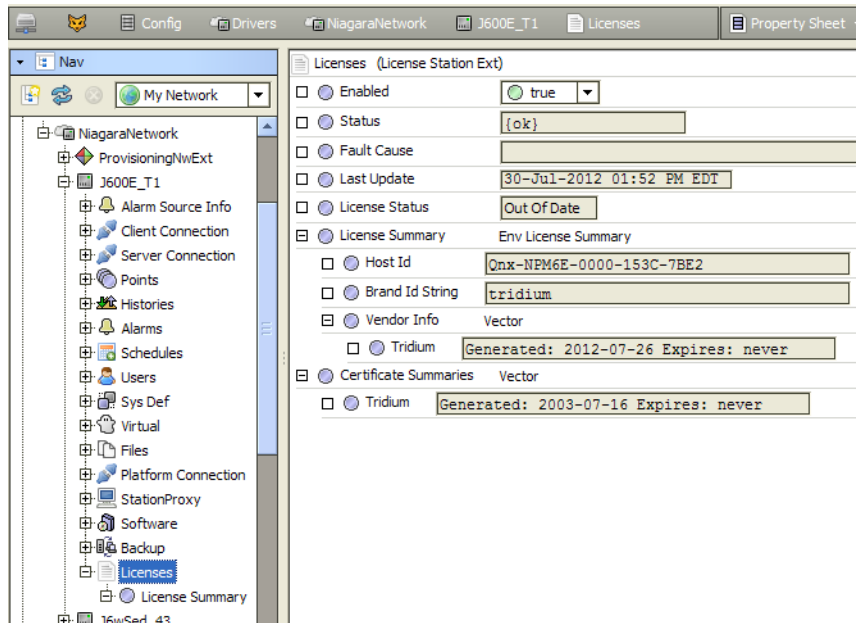 Config Drivers NiagaraNetwork J600E_T1 Licenses Property Sheet
Nav
My Network
NiagaraNetwork
ProvisioningNwExt
J600E_T1
Alarm Source Info
Client Connection
Server Connection
Points
Histories
Alarms
Schedules
Users
Sys Def
Virtual
Files
Platform Connection
StationProxy
Software
Backup
Licenses
License Summary
J6wSed_43
Licenses (License Station Ext)
Enabled true
Status {ok}
Fault Cause
Last Update 30-Jul-2012 01:52 PM EDT
License Status Out Of Date
License Summary Env License Summary
Host Id Qnx-NPM6E-0000-153C-7BE2
Brand Id String tridium
Vendor Info Vector
Tridium Generated: 2012-07-26 Expires: never
Certificate Summaries Vector
Tridium Generated: 2003-07-16 Expires: never